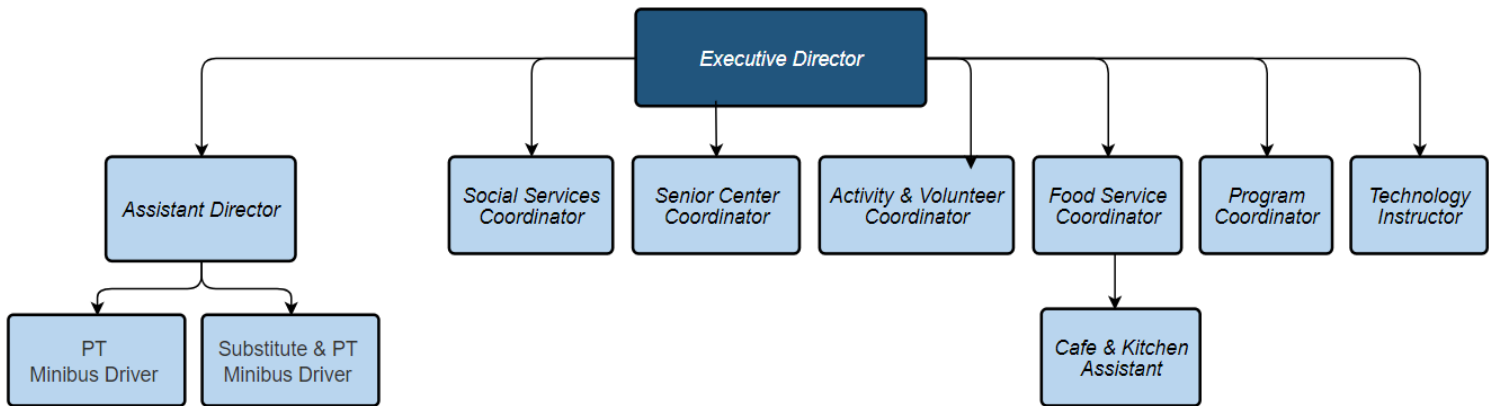 Executive Director
Assistant Director
Social Services
Coordinator
Senior Center
Coordinator
Activity & Volunteer
Coordinator
Food Service
Coordinator
Program
Coordinator
Technology
Instructor
PT
Minibus Driver
Substitute & PT
Minibus Driver
Cafe & Kitchen
Assistant